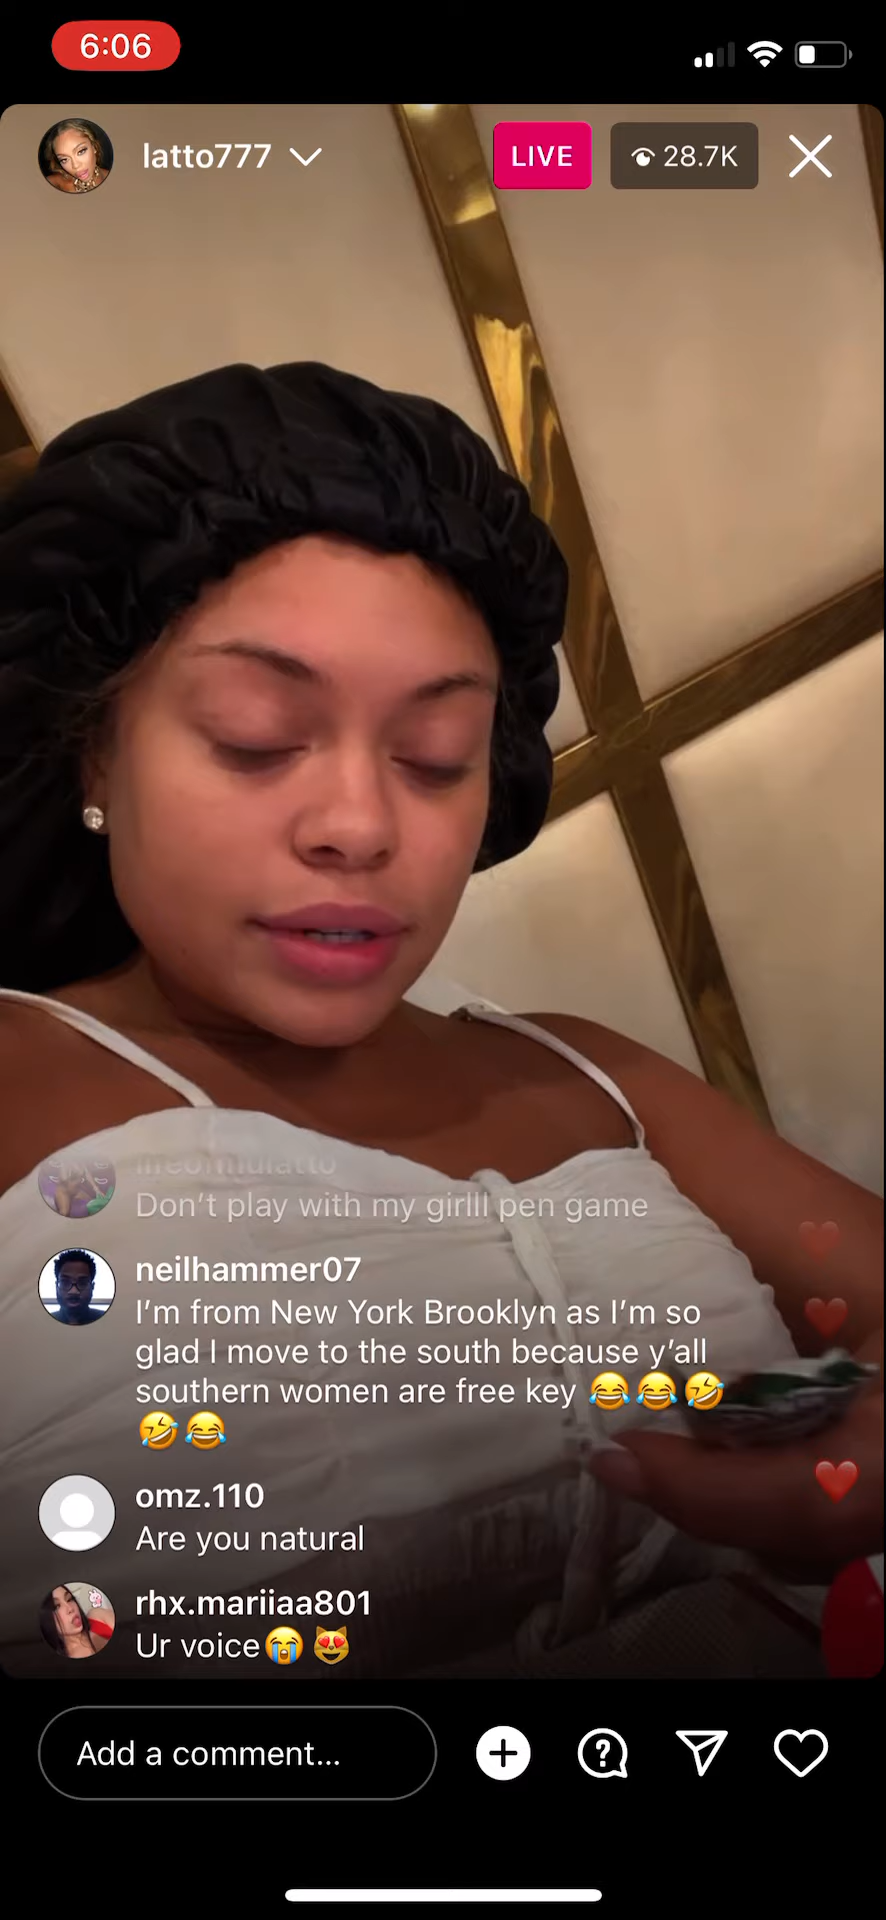 6:06
latto777
LIVE
28.7K
Don’t play with my girlll pen game
neilhammer07
I’m from New York Brooklyn as I’m so
glad I move to the south because y’all
southern women are free key 😂😂🤣
🤣😂
omz.110
Are you natural
rhx.mariiaa801
Ur voice😭😻
Add a comment...